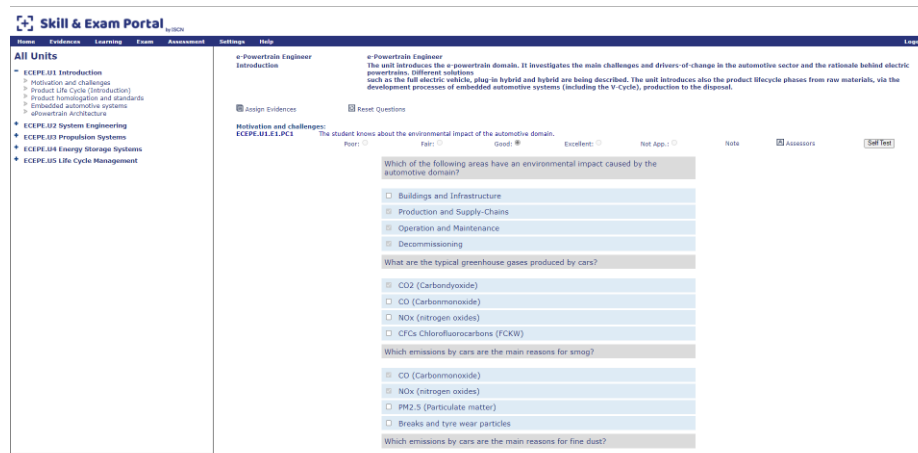 Skill & Exam Portal by ISCN
Home Evidences Learning Exam Assessment Settings Help
All Units
ECEPE.U1 Introduction
Motivation and challenges
Product Life Cycle (Introduction)
Product homologation and standards
Embedded automotive systems
ePowertrain Architecture
ECEPE.U2 System Engineering
ECEPE.U3 Propulsion Systems
ECEPE.U4 Energy Storage Systems
ECEPE.U5 Life Cycle Management
e-Powertrain Engineer
Introduction
e-Powertrain Engineer
The unit introduces the e-powertrain domain. It investigates the main challenges and drivers-of-change in the automotive sector and the rationale behind electric
powertrains. Different solutions
such as the full electric vehicle, plug-in hybrid and hybrid are being described. The unit introduces also the product lifecycle phases from raw materials, via the
development processes of embedded automotive systems (including the V-Cycle), production to the disposal.
Assign Evidences Reset Questions
Motivation and challenges:
ECEPE.U1.E1.PC1 The student knows about the environmental impact of the automotive domain.
Poor: Fair: Good: Excellent: Not App.: Note Assessors Self Test
Which of the following areas have an environmental impact caused by the
automotive domain?
Buildings and Infrastructure
Production and Supply-Chains
Operation and Maintenance
Decommissioning
What are the typical greenhouse gases produced by cars?
CO2 (Carbondyoxide)
CO (Carbonmonoxide)
NOx (nitrogen oxides)
CFCs Chlorofluorocarbons (FCKW)
Which emissions by cars are the main reasons for smog?
CO (Carbonmonoxide)
NOx (nitrogen oxides)
PM2.5 (Particulate matter)
Breaks and tyre wear particles
Which emissions by cars are the main reasons for fine dust?